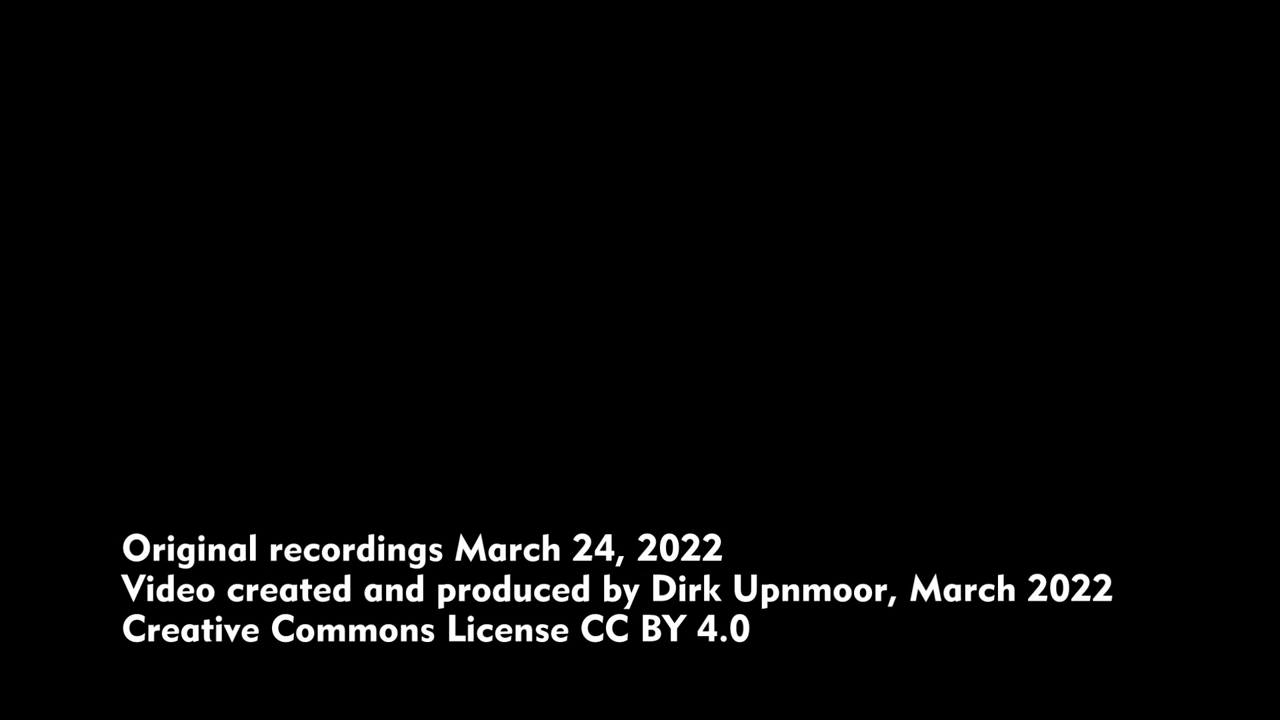 Original recordings March 24, 2022
Video created and produced by Dirk Upnmoor, March 2022
Creative Commons License CC BY 4.0